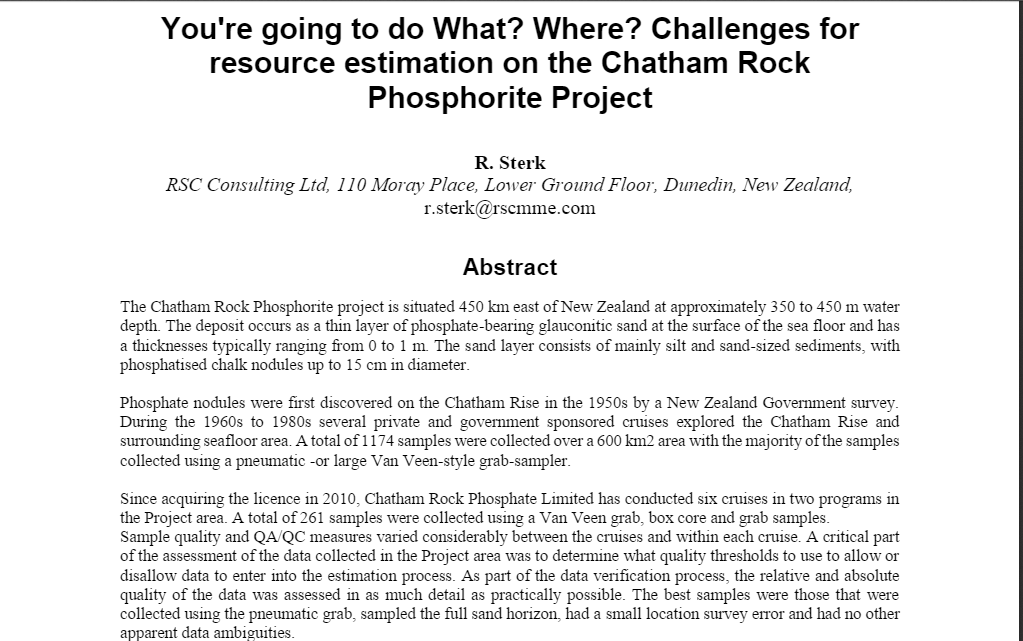 You're going to do What? Where? Challenges for
resource estimation on the Chatham Rock
Phosphorite Project
R. Sterk
RSC Consulting Ltd, 110 Moray Place, Lower Ground Floor, Dunedin, New Zealand,
r.sterk@rscmme.com
Abstract
The Chatham Rock Phosphorite project is situated 450 km east of New Zealand at approximately 350 to 450 m water
depth. The deposit occurs as a thin layer of phosphate-bearing glauconitic sand at the surface of the sea floor and has
a thicknesses typically ranging from 0 to 1 m. The sand layer consists of mainly silt and sand-sized sediments, with
phosphatised chalk nodules up to 15 cm in diameter.
Phosphate nodules were first discovered on the Chatham Rise in the 1950s by a New Zealand Government survey.
During the 1960s to 1980s several private and government sponsored cruises explored the Chatham Rise and
surrounding seafloor area. A total of 1174 samples were collected over a 600 km2 area with the majority of the samples
collected using a pneumatic -or large Van Veen-style grab-sampler.
Since acquiring the licence in 2010, Chatham Rock Phosphate Limited has conducted six cruises in two programs in
the Project area. A total of 261 samples were collected using a Van Veen grab, box core and grab samples.
Sample quality and QA/QC measures varied considerably between the cruises and within each cruise. A critical part
of the assessment of the data collected in the Project area was to determine what quality thresholds to use to allow or
disallow data to enter into the estimation process. As part of the data verification process, the relative and absolute
quality of the data was assessed in as much detail as practically possible. The best samples were those that were
collected using the pneumatic grab, sampled the full sand horizon, had a small location survey error and had no other
apparent data ambiguities.